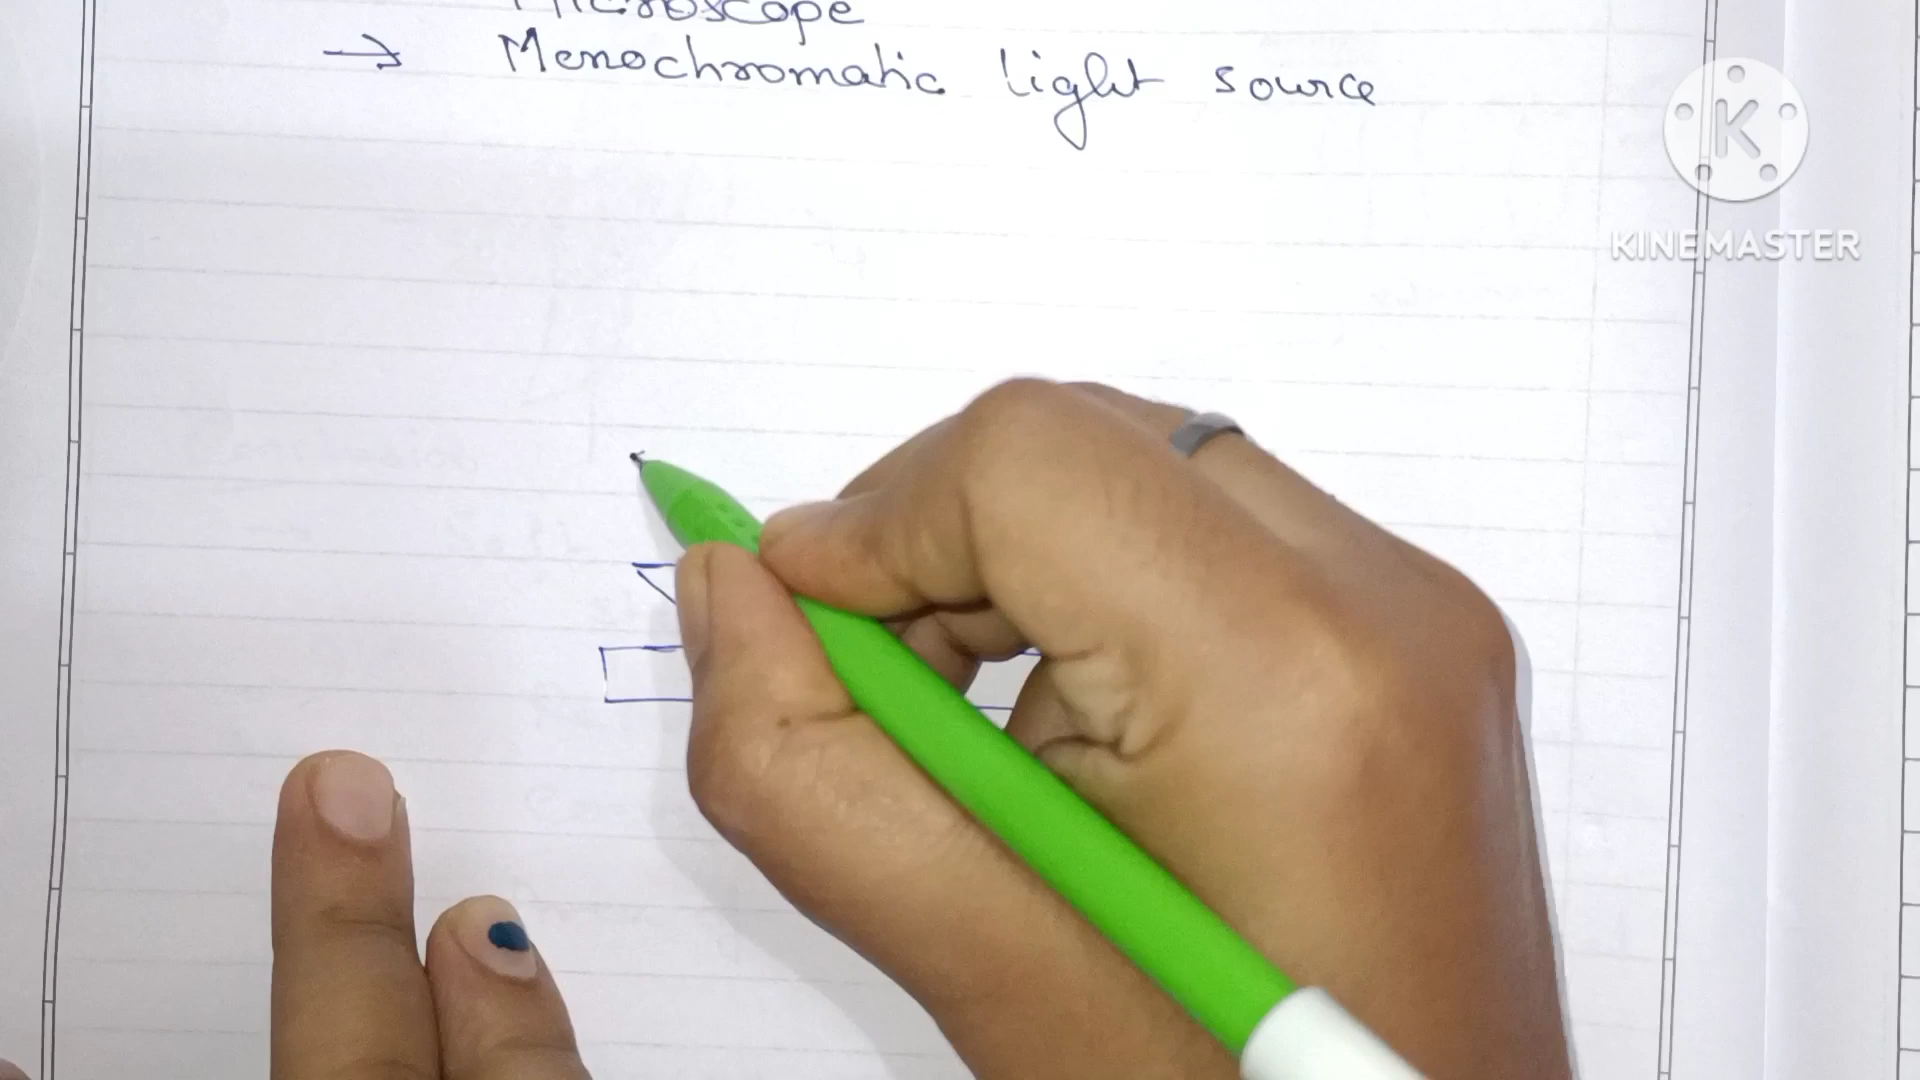 Microscope
→ Monochromatic light source
K
KINEMASTER